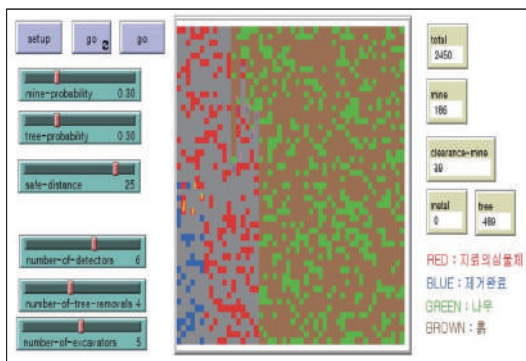 setup
go
go
mine-probability 0.30
tree-probability 0.30
safe-distance 25
number-of-detectors 6
number-of-tree-removals 4
number-of-excavators 5
total
2450
mine
186
clearance-mine
39
metal
0
tree
489
RED : 지뢰의심물체
BLUE : 제거완료
GREEN : 나무
BROWN : 흙